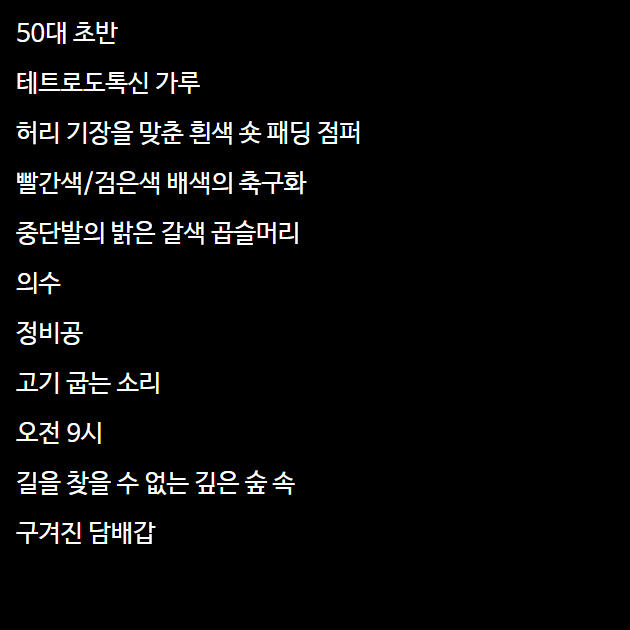 50대 초반
테트로도톡신 가루
허리 기장을 맞춘 흰색 숏 패딩 점퍼
빨간색/검은색 배색의 축구화
중단발의 밝은 갈색 곱슬머리
의수
정비공
고기 굽는 소리
오전 9시
길을 찾을 수 없는 깊은 숲 속
구겨진 담배갑